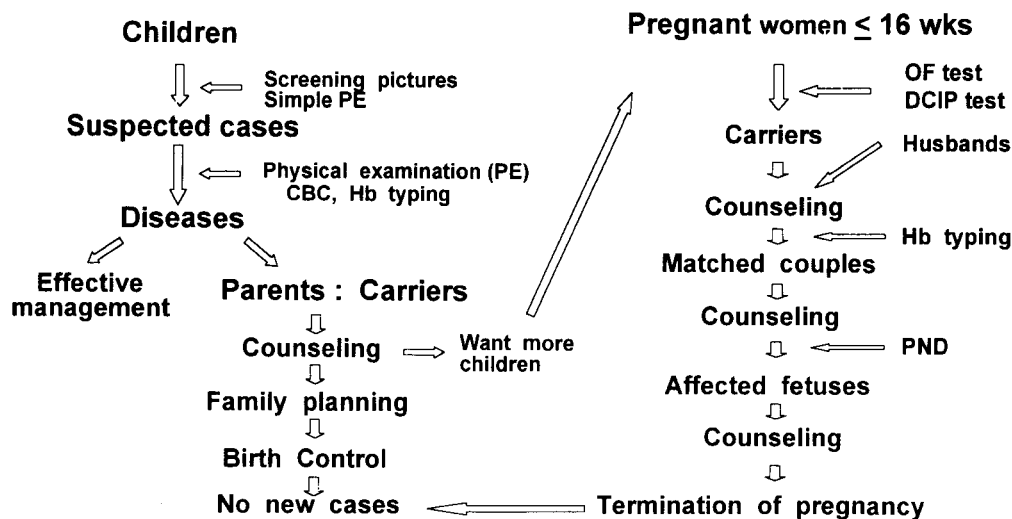 Children
Screening pictures
Simple PE
Suspected cases
Physical examination (PE)
CBC, Hb typing
Diseases
Effective
management
Parents : Carriers
Counseling
Want more
children
Family planning
Birth Control
No new cases
Pregnant women ≤ 16 wks
OF test
DCIP test
Carriers
Husbands
Counseling
Hb typing
Matched couples
Counseling
PND
Affected fetuses
Counseling
Termination of pregnancy